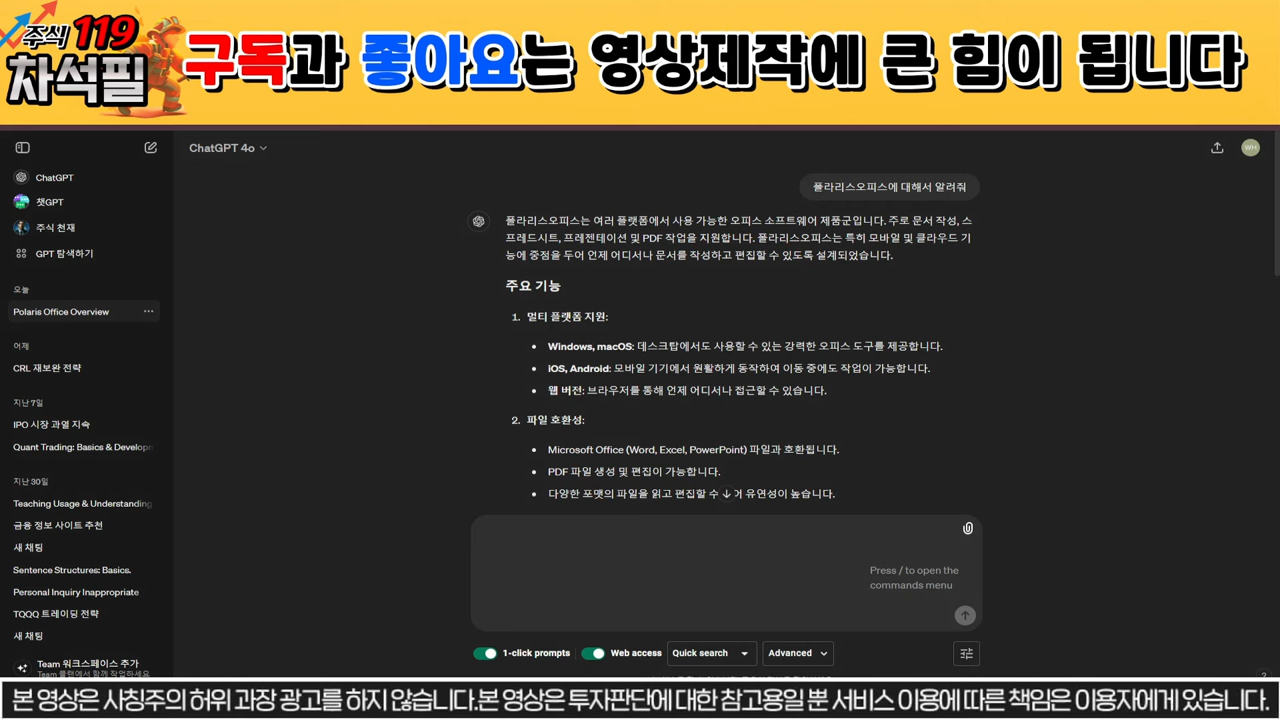 주식 119
차석필
구독과 좋아요는 영상제작에 큰 힘이 됩니다
ChatGPT 4o
WH
ChatGPT
챗GPT
주식 천재
GPT 탐색하기
오늘
Polaris Office Overview
어제
CRL 재보완 전략
지난 7일
IPO 시장 과열 지속
Quant Trading: Basics & Developm
지난 30일
Teaching Usage & Understanding
금융 정보 사이트 추천
새 채팅
Sentence Structures: Basics.
Personal Inquiry Inappropriate
TQQQ 트레이딩 전략
새 채팅
Team 워크스페이스 추가
Team 플랜에서 함께 작업하세요
폴라리스오피스에 대해서 알려줘
폴라리스오피스는 여러 플랫폼에서 사용 가능한 오피스 소프트웨어 제품군입니다. 주로 문서 작성, 스
프레드시트, 프레젠테이션 및 PDF 작업을 지원합니다. 폴라리스오피스는 특히 모바일 및 클라우드 기
능에 중점을 두어 언제 어디서나 문서를 작성하고 편집할 수 있도록 설계되었습니다.
주요 기능
1. 멀티 플랫폼 지원:
Windows, macOS: 데스크탑에서도 사용할 수 있는 강력한 오피스 도구를 제공합니다.
iOS, Android: 모바일 기기에서 원활하게 동작하여 이동 중에도 작업이 가능합니다.
웹 버전: 브라우저를 통해 언제 어디서나 접근할 수 있습니다.
2. 파일 호환성:
Microsoft Office (Word, Excel, PowerPoint) 파일과 호환됩니다.
PDF 파일 생성 및 편집이 가능합니다.
다양한 포맷의 파일을 읽고 편집할 수 어 유연성이 높습니다.
Press / to open the
commands menu
1-click prompts Web access Quick search Advanced
본 영상은 사칭주의 허위 과장 광고를 하지 않습니다.본 영상은 투자판단에 대한 참고용일 뿐 서비스 이용에 따른 책임은 이용자에게 있습니다.